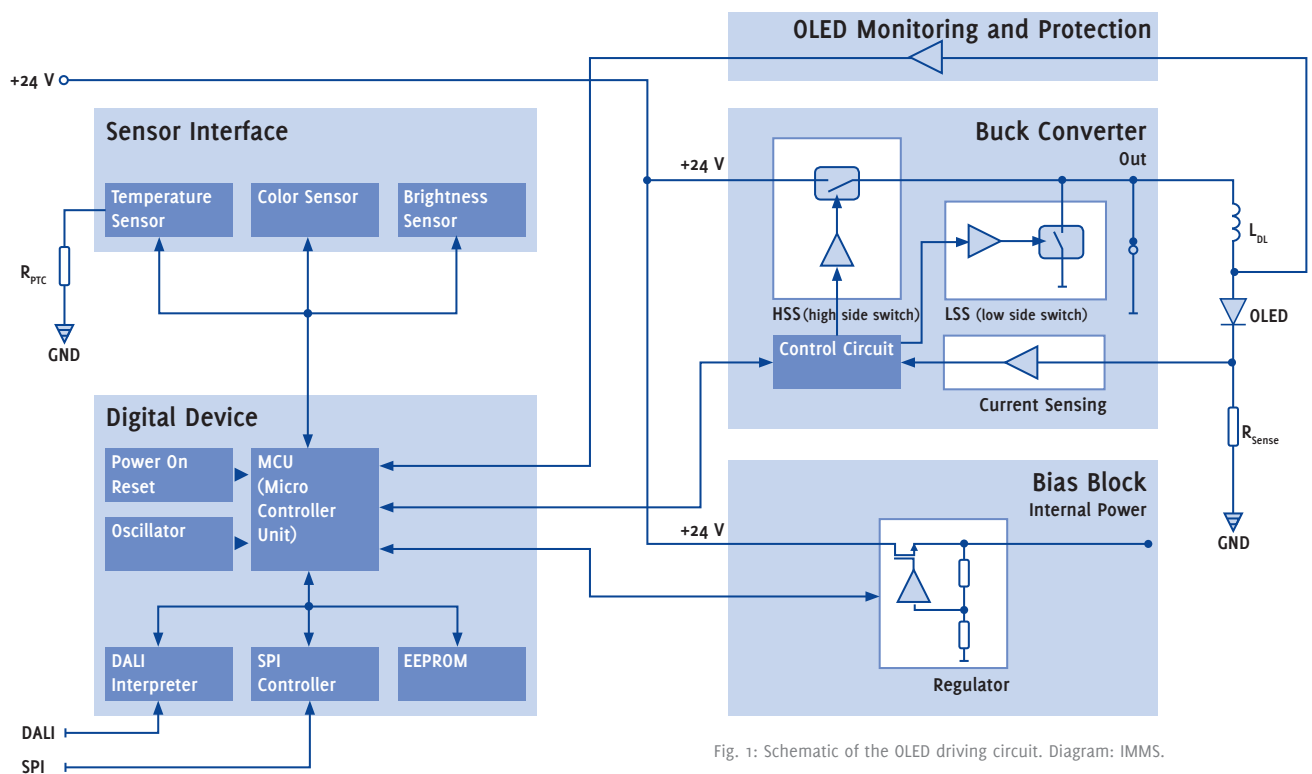 OLED Monitoring and Protection
+24 V
Sensor Interface
Temperature
Sensor
Color Sensor
Brightness
Sensor
R_PTC
GND
Buck Converter
Out
+24 V
HSS (high side switch)
LSS (low side switch)
Control Circuit
Current Sensing
L_DL
OLED
R_Sense
GND
Digital Device
Power On
Reset
Oscillator
MCU
(Micro
Controller
Unit)
DALI
Interpreter
SPI
Controller
EEPROM
DALI
SPI
Bias Block
Internal Power
+24 V
Regulator
Fig. 1: Schematic of the OLED driving circuit. Diagram: IMMS.